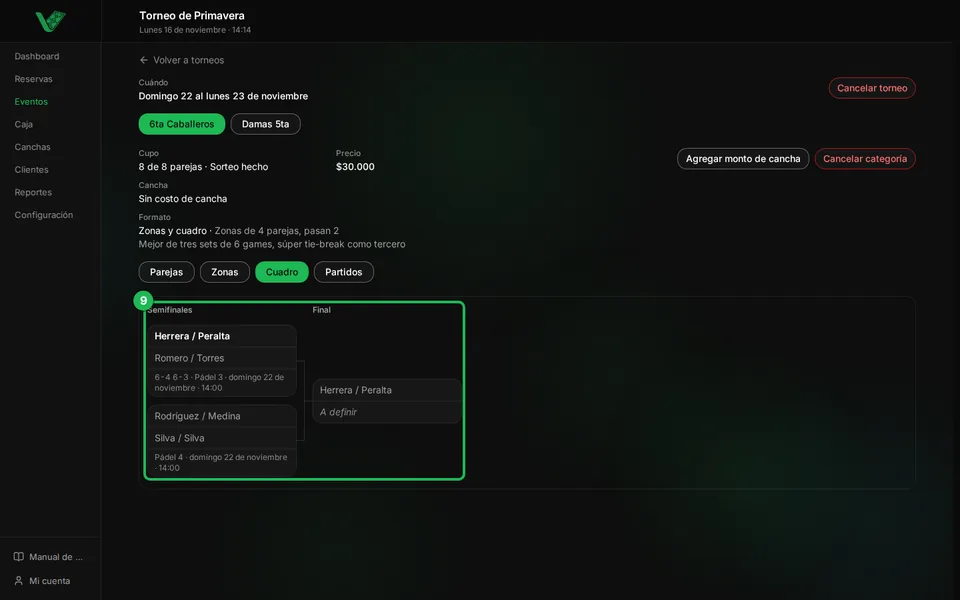 Torneo de Primavera
Lunes 16 de noviembre · 14:14
Dashboard
Reservas
Eventos
Caja
Canchas
Clientes
Reportes
Configuración
Manual de ...
Mi cuenta
← Volver a torneos
Cuándo
Domingo 22 al lunes 23 de noviembre
Cancelar torneo
6ta Caballeros
Damas 5ta
Cupo
8 de 8 parejas · Sorteo hecho
Precio
$30.000
Agregar monto de cancha
Cancelar categoría
Cancha
Sin costo de cancha
Formato
Zonas y cuadro · Zonas de 4 parejas, pasan 2
Mejor de tres sets de 6 games, súper tie-break como tercero
Parejas
Zonas
Cuadro
Partidos
9
Semifinales
Final
Herrera / Peralta
Romero / Torres
6-4 6-3 · Pádel 3 · domingo 22 de
noviembre · 14:00
Rodríguez / Medina
Silva / Silva
Pádel 4 · domingo 22 de noviembre
· 14:00
Herrera / Peralta
A definir